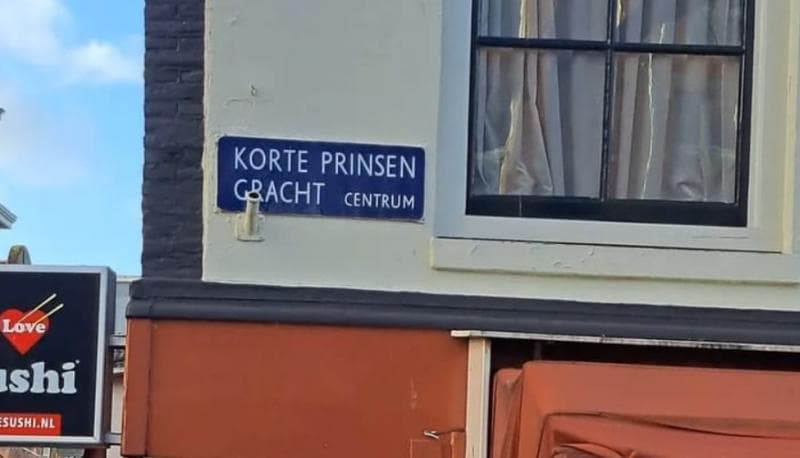 KORTE PRINSEN
GRACHT CENTRUM
Love
ushi
ESUSHI.NL